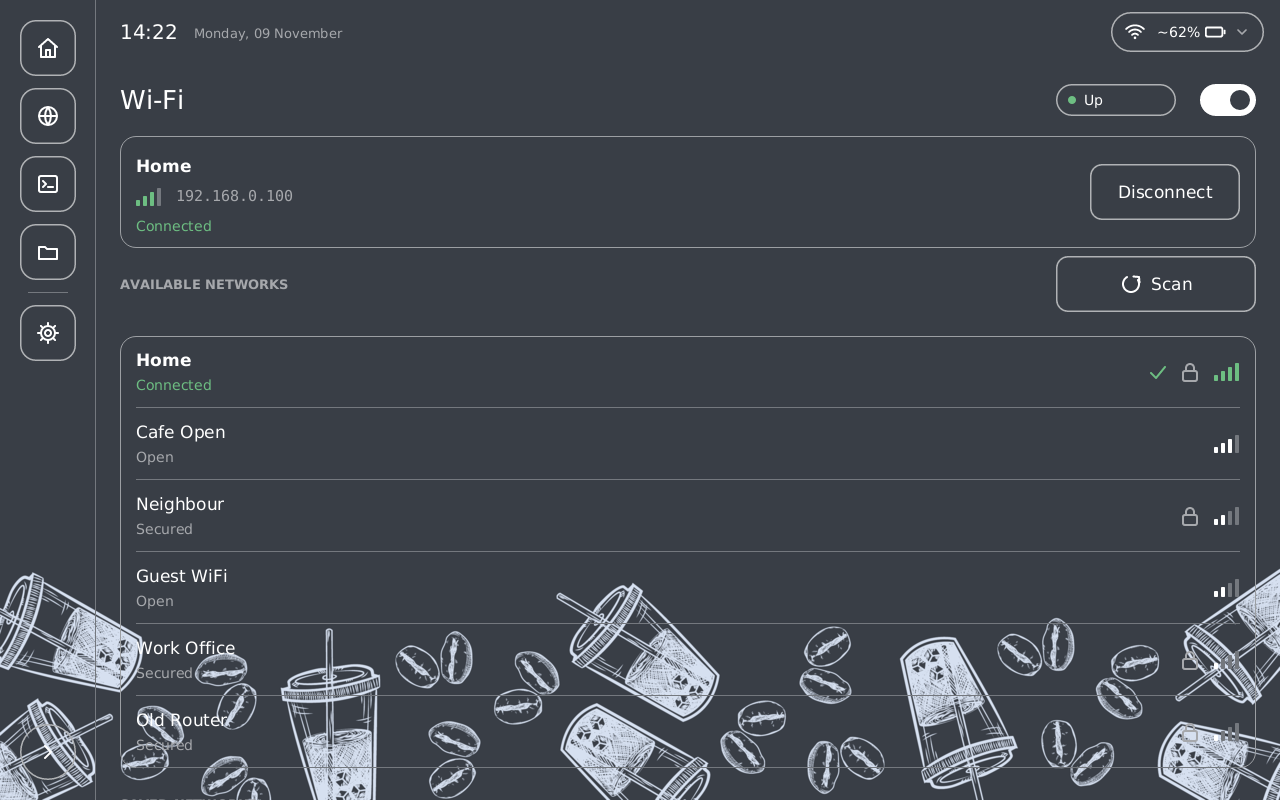 14:22 Monday, 09 November
~62%
Wi-Fi
Up
Home
192.168.0.100
Connected
Disconnect
AVAILABLE NETWORKS
Scan
Home
Connected
Cafe Open
Open
Neighbour
Secured
Guest WiFi
Open
Work Office
Secured
Old Router
Secured